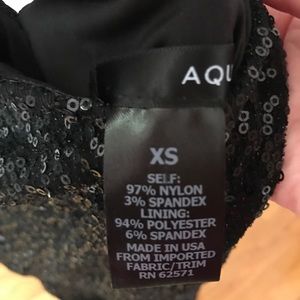 AQU
XS
SELF:
97% NYLON
3% SPANDEX
LINING:
94% POLYESTER
6% SPANDEX
MADE IN USA
FROM IMPORTED
FABRIC/TRIM
RN 62571